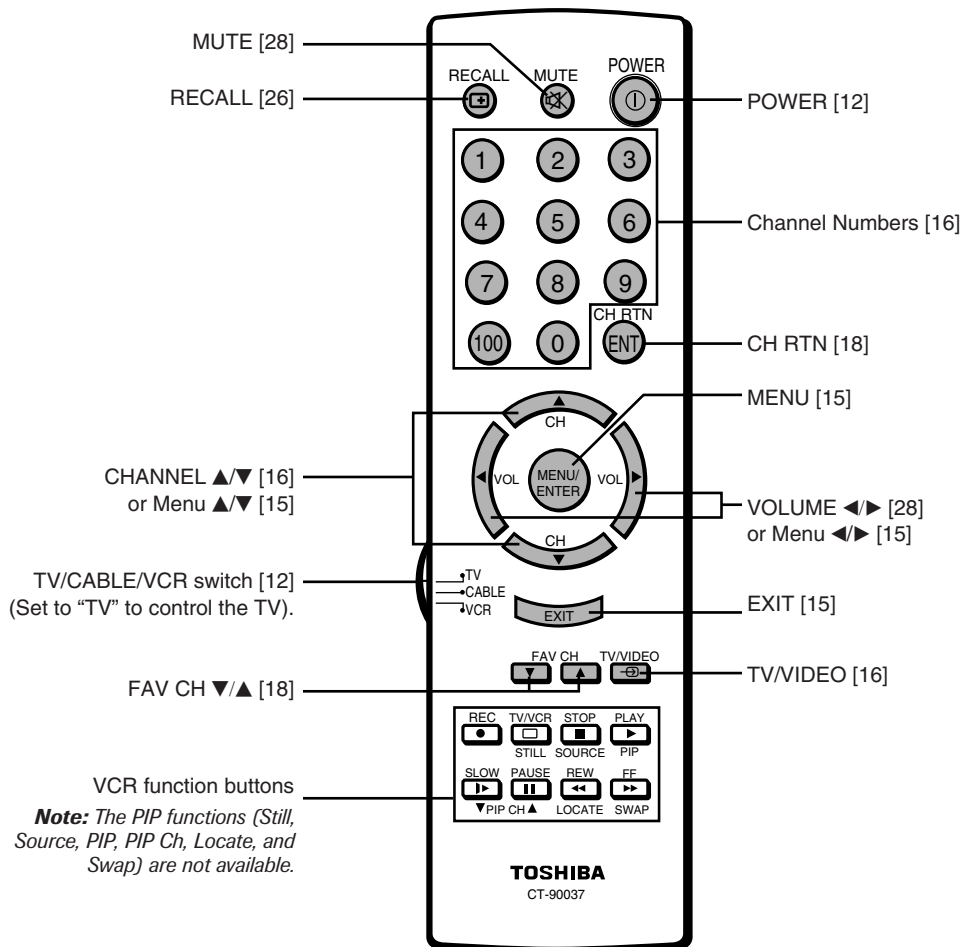 MUTE [28]
RECALL [26]
RECALL
MUTE
POWER
POWER [12]
1
2
3
4
5
6
Channel Numbers [16]
7
8
9
CH RTN
100
0
ENT
CH RTN [18]
MENU [15]
▲
CH
CHANNEL ▲/▼ [16]
or Menu ▲/▼ [15]
◀ VOL
MENU/
ENTER
VOL ▶
VOLUME ◀/▶ [28]
or Menu ◀/▶ [15]
CH
▼
TV/CABLE/VCR switch [12]
(Set to “TV” to control the TV).
TV
CABLE
VCR
EXIT
EXIT [15]
FAV CH
TV/VIDEO
▼
▲
FAV CH ▼/▲ [18]
TV/VIDEO [16]
REC
TV/VCR
STOP
PLAY
STILL
SOURCE
PIP
SLOW
PAUSE
REW
FF
▼PIP CH▲
LOCATE
SWAP
VCR function buttons
Note: The PIP functions (Still,
Source, PIP, PIP Ch, Locate, and
Swap) are not available.
TOSHIBA
CT-90037